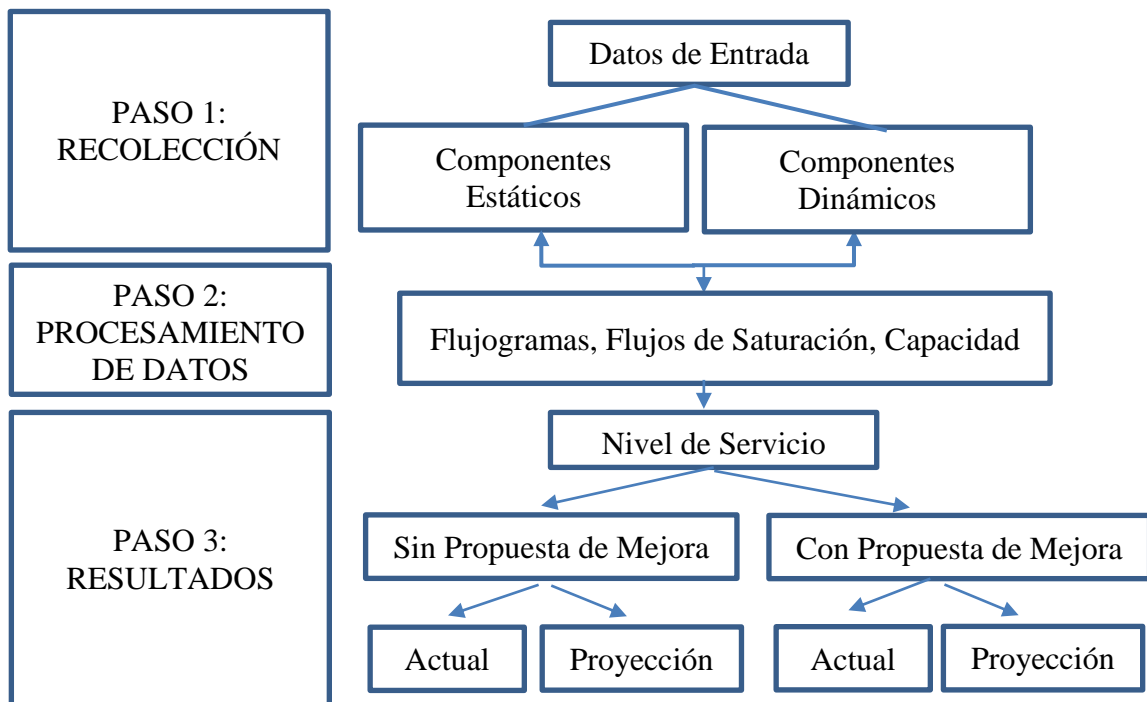 PASO 1:
RECOLECCIÓN
Datos de Entrada
Componentes
Estáticos
Componentes
Dinámicos
PASO 2:
PROCESAMIENTO
DE DATOS
Flujogramas, Flujos de Saturación, Capacidad
PASO 3:
RESULTADOS
Nivel de Servicio
Sin Propuesta de Mejora
Con Propuesta de Mejora
Actual
Proyección
Actual
Proyección